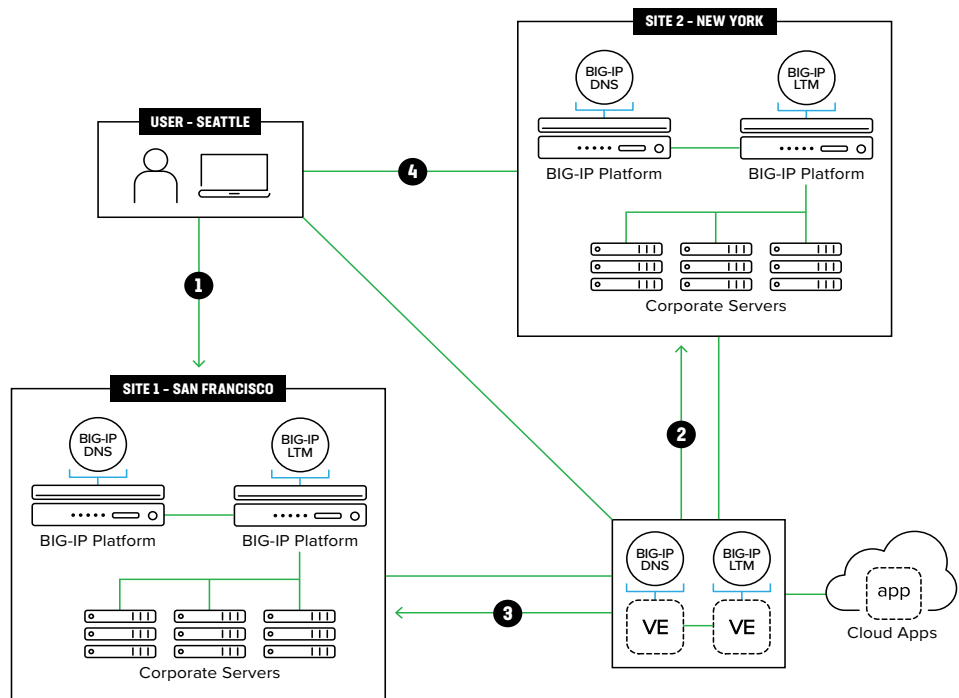 SITE 2 - NEW YORK
BIG-IP
DNS
BIG-IP
LTM
BIG-IP Platform
BIG-IP Platform
Corporate Servers
USER - SEATTLE
4
1
SITE 1 - SAN FRANCISCO
BIG-IP
DNS
BIG-IP
LTM
BIG-IP Platform
BIG-IP Platform
Corporate Servers
2
3
BIG-IP
DNS
BIG-IP
LTM
VE
VE
app
Cloud Apps